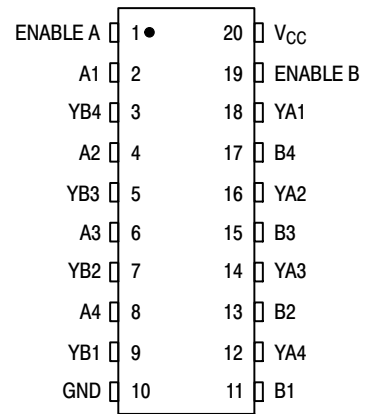 ENABLE A 1 20 VCC
A1 2 19 ENABLE B
YB4 3 18 YA1
A2 4 17 B4
YB3 5 16 YA2
A3 6 15 B3
YB2 7 14 YA3
A4 8 13 B2
YB1 9 12 YA4
GND 10 11 B1